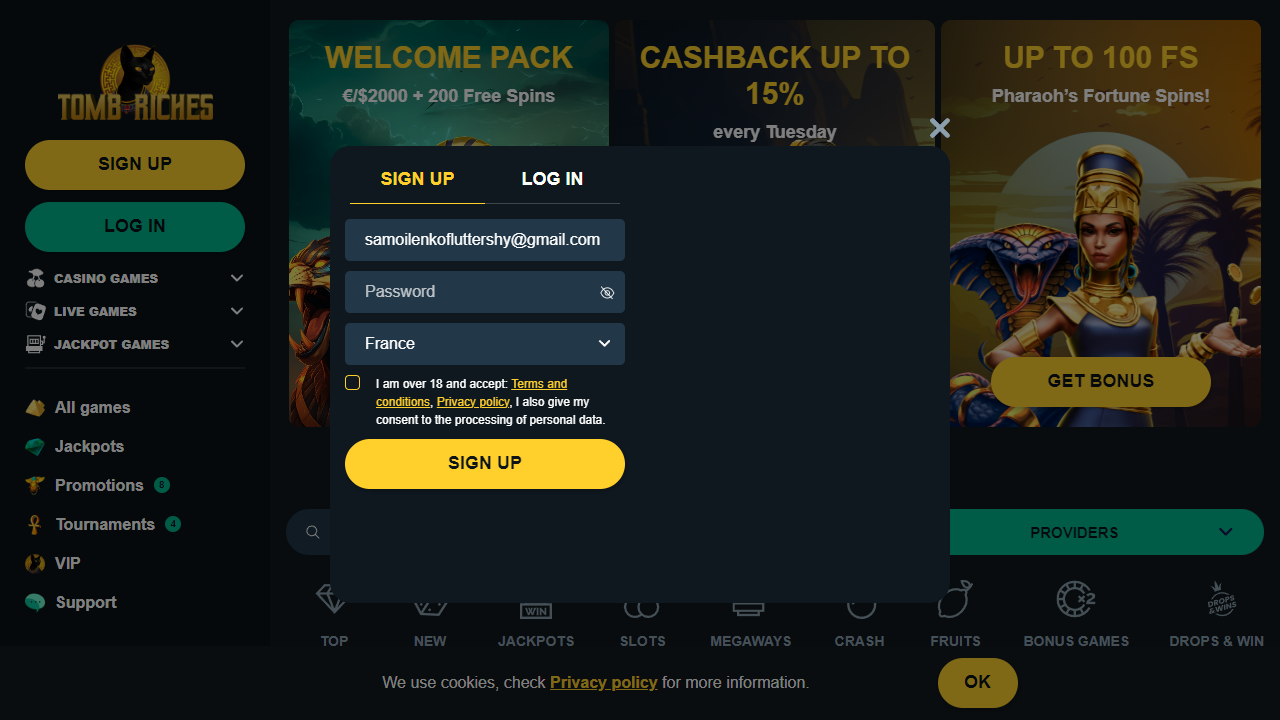 TOMB RICHES
SIGN UP
LOG IN
CASINO GAMES
LIVE GAMES
JACKPOT GAMES
All games
Jackpots
Promotions 8
Tournaments 4
VIP
Support
WELCOME PACK
€/$2000 + 200 Free Spins
CASHBACK UP TO
15%
every Tuesday
UP TO 100 FS
Pharaoh’s Fortune Spins!
GET BONUS
SIGN UP LOG IN
samoilenkofluttershy@gmail.com
Password
France
I am over 18 and accept: Terms and
conditions, Privacy policy, I also give my
consent to the processing of personal data.
SIGN UP
PROVIDERS
WIN
x2
DROPS
&WINS
TOP NEW JACKPOTS SLOTS MEGAWAYS CRASH FRUITS BONUS GAMES DROPS & WIN
We use cookies, check Privacy policy for more information.
OK